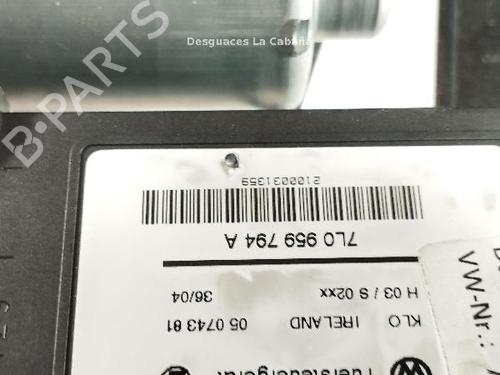 Desguaces La Cabaña
B-PARTS
Tuersteuergerät
KLO IRELAND 05 0743 81
H 03 / S 02xx 36/04
7L0 959 794 A
2100031359
VW-Nr.: